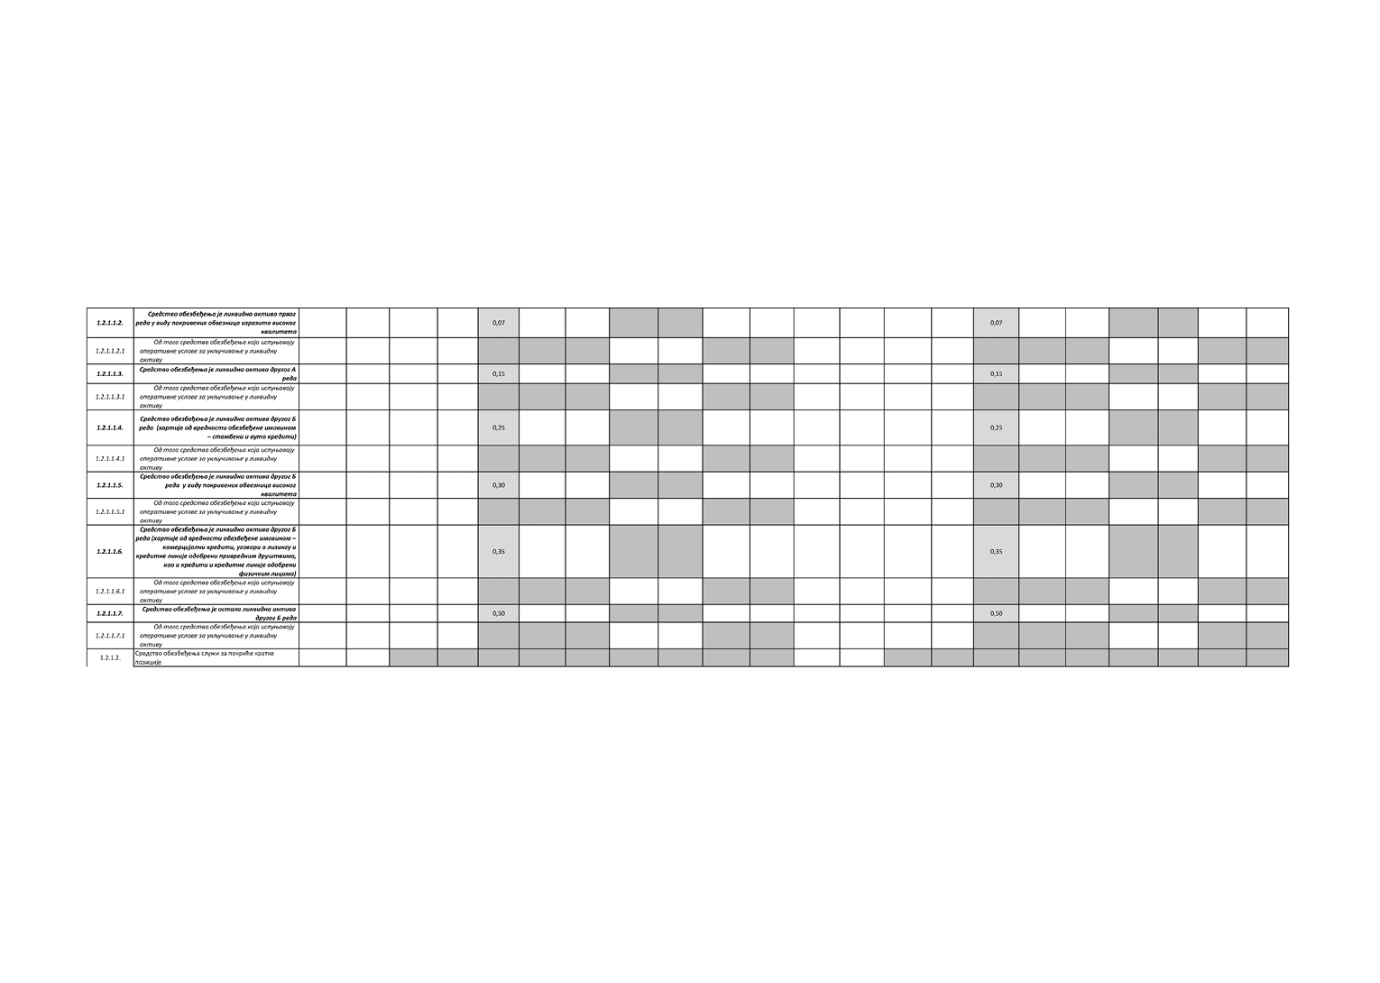 1.2.1.1.2.
Средство обезбеђења је ликвидна актива првог
реда у виду покривених обвезница изразито високог
квалитета
0,07
0,07
1.2.1.1.2.1
Од тога средства обезбеђења која испуњавају
оперативне услове за укључивање у ликвидну
активу
1.2.1.1.3.
Средство обезбеђења је ликвидна актива другог А
реда
0,15
0,15
1.2.1.1.3.1
Од тога средства обезбеђења која испуњавају
оперативне услове за укључивање у ликвидну
активу
1.2.1.1.4.
Средство обезбеђења је ликвидна актива другог Б
реда (хартије од вредности обезбеђене имовином
– стамбени и ауто кредити)
0,25
0,25
1.2.1.1.4.1
Од тога средства обезбеђења која испуњавају
оперативне услове за укључивање у ликвидну
активу
1.2.1.1.5.
Средство обезбеђења је ликвидна актива другог Б
реда у виду покривених обвезница високог
квалитета
0,30
0,30
1.2.1.1.5.1
Од тога средства обезбеђења која испуњавају
оперативне услове за укључивање у ликвидну
активу
1.2.1.1.6.
Средство обезбеђења је ликвидна актива другог Б
реда (хартије од вредности обезбеђене имовином –
комерцијални кредити, уговори о лизингу и
кредитне линије одобрени привредним друштвима,
као и кредити и кредитне линије одобрени
физичким лицима)
0,35
0,35
1.2.1.1.6.1
Од тога средства обезбеђења која испуњавају
оперативне услове за укључивање у ликвидну
активу
1.2.1.1.7.
Средство обезбеђења је остала ликвидна актива
другог Б реда
0,50
0,50
1.2.1.1.7.1
Од тога средства обезбеђења која испуњавају
оперативне услове за укључивање у ликвидну
активу
1.2.1.2.
Средство обезбеђења служи за покриће кратке
позиције